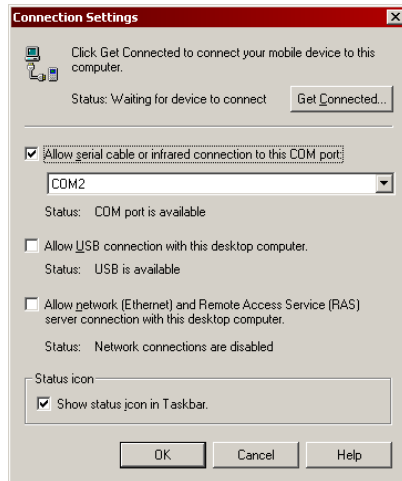 Connection Settings
Click Get Connected to connect your mobile device to this
computer.
Status: Waiting for device to connect
Get Connected...
Allow serial cable or infrared connection to this COM port:
COM2
Status: COM port is available
Allow USB connection with this desktop computer.
Status: USB is available
Allow network (Ethernet) and Remote Access Service (RAS)
server connection with this desktop computer.
Status: Network connections are disabled
Status icon
Show status icon in Taskbar.
OK Cancel Help